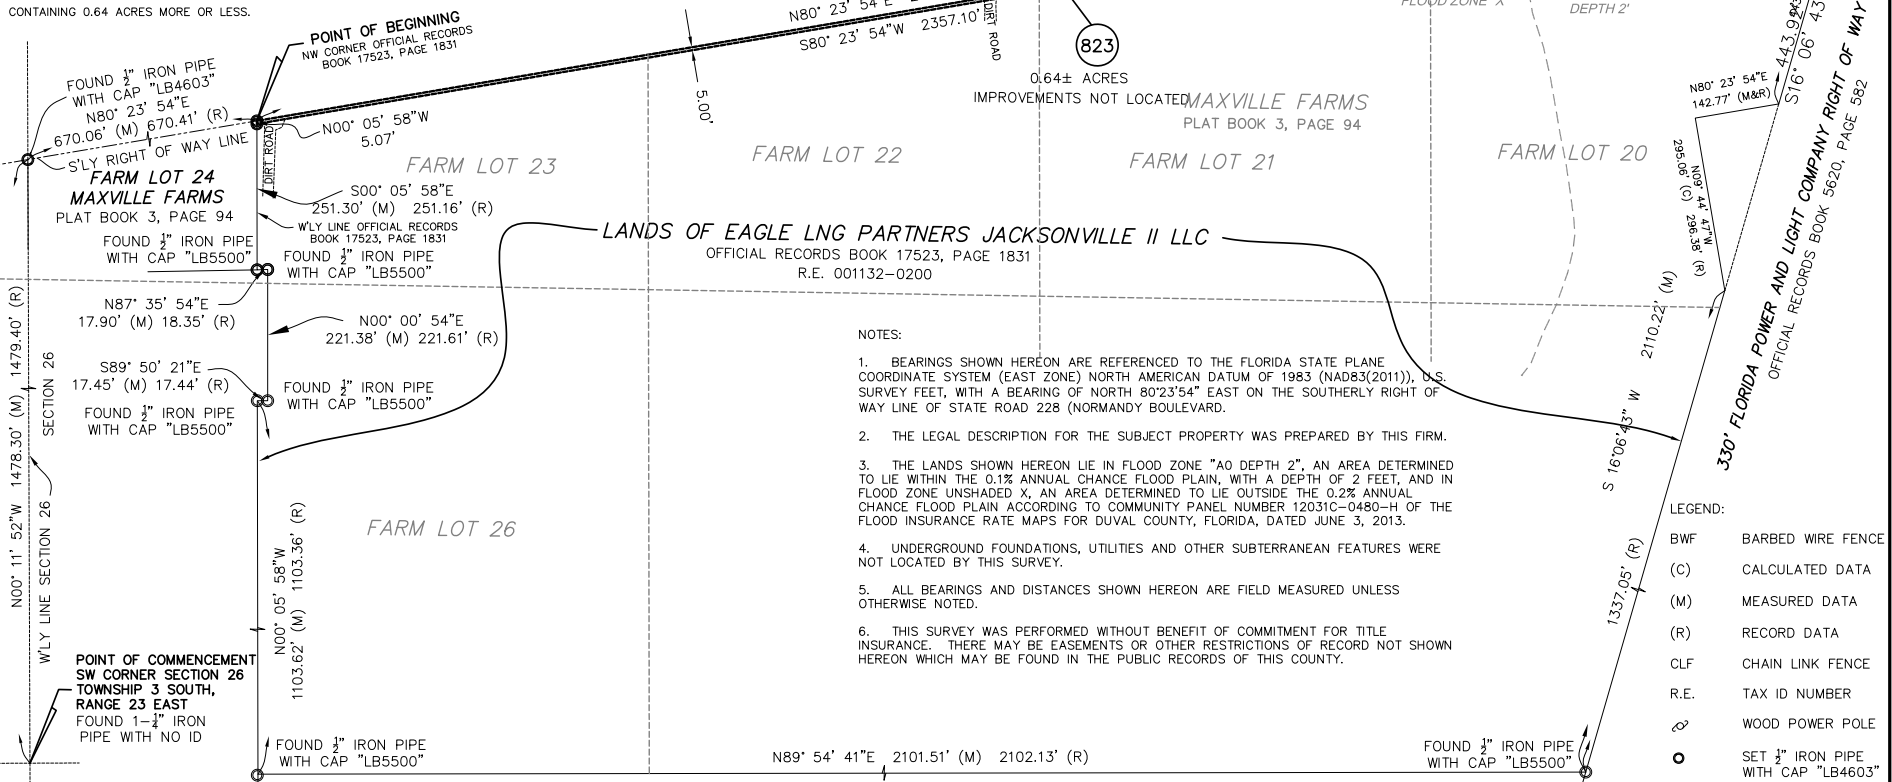 CONTAINING 0.64 ACRES MORE OR LESS.
POINT OF BEGINNING
NW CORNER OFFICIAL RECORDS
BOOK 17523, PAGE 1831
FOUND ½" IRON PIPE
WITH CAP "LB4603"
N80° 23' 54"E
670.06' (M) 670.41' (R)
S'LY RIGHT OF WAY LINE
FARM LOT 24
MAXVILLE FARMS
PLAT BOOK 3, PAGE 94
FOUND ½" IRON PIPE
WITH CAP "LB5500"
N00° 05' 58"W
5.07'
DIRT ROAD
S00° 05' 58"E
251.30' (M) 251.16' (R)
W'LY LINE OFFICIAL RECORDS
BOOK 17523, PAGE 1831
FOUND ½" IRON PIPE
WITH CAP "LB5500"
N87° 35' 54"E
17.90' (M) 18.35' (R)
N00° 00' 54"E
221.38' (M) 221.61' (R)
S89° 50' 21"E
17.45' (M) 17.44' (R)
FOUND ½" IRON PIPE
WITH CAP "LB5500"
FOUND ½" IRON PIPE
WITH CAP "LB5500"
N00° 11' 52"W 1478.30' (M) 1479.40' (R)
SECTION 26
W'LY LINE SECTION 26
POINT OF COMMENCEMENT
SW CORNER SECTION 26
TOWNSHIP 3 SOUTH,
RANGE 23 EAST
FOUND 1-¼" IRON
PIPE WITH NO ID
N00° 05' 58"W
1103.62' (M) 1103.36' (R)
FOUND ½" IRON PIPE
WITH CAP "LB5500"
N80° 23' 54"E
S80° 23' 54"W 2357.10'
DIRT ROAD
5.00'
823
0.64± ACRES
IMPROVEMENTS NOT LOCATED
MAXVILLE FARMS
PLAT BOOK 3, PAGE 94
FLOOD ZONE "X"
DEPTH 2'
FARM LOT 23
FARM LOT 22
FARM LOT 21
FARM LOT 20
LANDS OF EAGLE LNG PARTNERS JACKSONVILLE II LLC
OFFICIAL RECORDS BOOK 17523, PAGE 1831
R.E. 001132-0200
FARM LOT 26
NOTES:
1. BEARINGS SHOWN HEREON ARE REFERENCED TO THE FLORIDA STATE PLANE
COORDINATE SYSTEM (EAST ZONE) NORTH AMERICAN DATUM OF 1983 (NAD83(2011)), U.S.
SURVEY FEET, WITH A BEARING OF NORTH 80°23'54" EAST ON THE SOUTHERLY RIGHT OF
WAY LINE OF STATE ROAD 228 (NORMANDY BOULEVARD.
2. THE LEGAL DESCRIPTION FOR THE SUBJECT PROPERTY WAS PREPARED BY THIS FIRM.
3. THE LANDS SHOWN HEREON LIE IN FLOOD ZONE "AO DEPTH 2", AN AREA DETERMINED
TO LIE WITHIN THE 0.1% ANNUAL CHANCE FLOOD PLAIN, WITH A DEPTH OF 2 FEET, AND IN
FLOOD ZONE UNSHADED X, AN AREA DETERMINED TO LIE OUTSIDE THE 0.2% ANNUAL
CHANCE FLOOD PLAIN ACCORDING TO COMMUNITY PANEL NUMBER 12031C-0480-H OF THE
FLOOD INSURANCE RATE MAPS FOR DUVAL COUNTY, FLORIDA, DATED JUNE 3, 2013.
4. UNDERGROUND FOUNDATIONS, UTILITIES AND OTHER SUBTERRANEAN FEATURES WERE
NOT LOCATED BY THIS SURVEY.
5. ALL BEARINGS AND DISTANCES SHOWN HEREON ARE FIELD MEASURED UNLESS
OTHERWISE NOTED.
6. THIS SURVEY WAS PERFORMED WITHOUT BENEFIT OF COMMITMENT FOR TITLE
INSURANCE. THERE MAY BE EASEMENTS OR OTHER RESTRICTIONS OF RECORD NOT SHOWN
HEREON WHICH MAY BE FOUND IN THE PUBLIC RECORDS OF THIS COUNTY.
N89° 54' 41"E 2101.51' (M) 2102.13' (R)
FOUND ½" IRON PIPE
WITH CAP "LB5500"
N80° 23' 54"E
142.77' (M&R)
N09° 44' 47"W
295.06' (C) 296.38' (R)
S16° 06' 43"
330' FLORIDA POWER AND LIGHT COMPANY RIGHT OF WAY
OFFICIAL RECORDS BOOK 5620, PAGE 582
S 16°06'43" W 2110.22' (M)
1337.05' (R)
LEGEND:
BWF BARBED WIRE FENCE
(C) CALCULATED DATA
(M) MEASURED DATA
(R) RECORD DATA
CLF CHAIN LINK FENCE
R.E. TAX ID NUMBER
WOOD POWER POLE
SET ½" IRON PIPE
WITH CAP "LB4603"